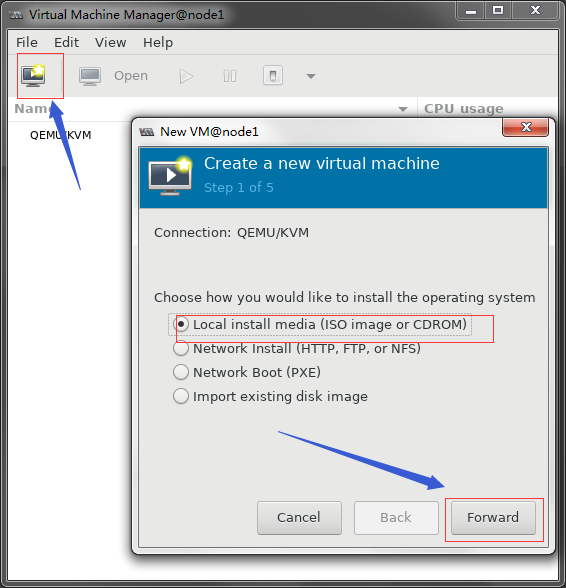 Virtual Machine Manager@node1
File Edit View Help
Open
Name CPU usage
QEMU/KVM
New VM@node1
Create a new virtual machine
Step 1 of 5
Connection: QEMU/KVM
Choose how you would like to install the operating system
Local install media (ISO image or CDROM)
Network Install (HTTP, FTP, or NFS)
Network Boot (PXE)
Import existing disk image
Cancel Back Forward